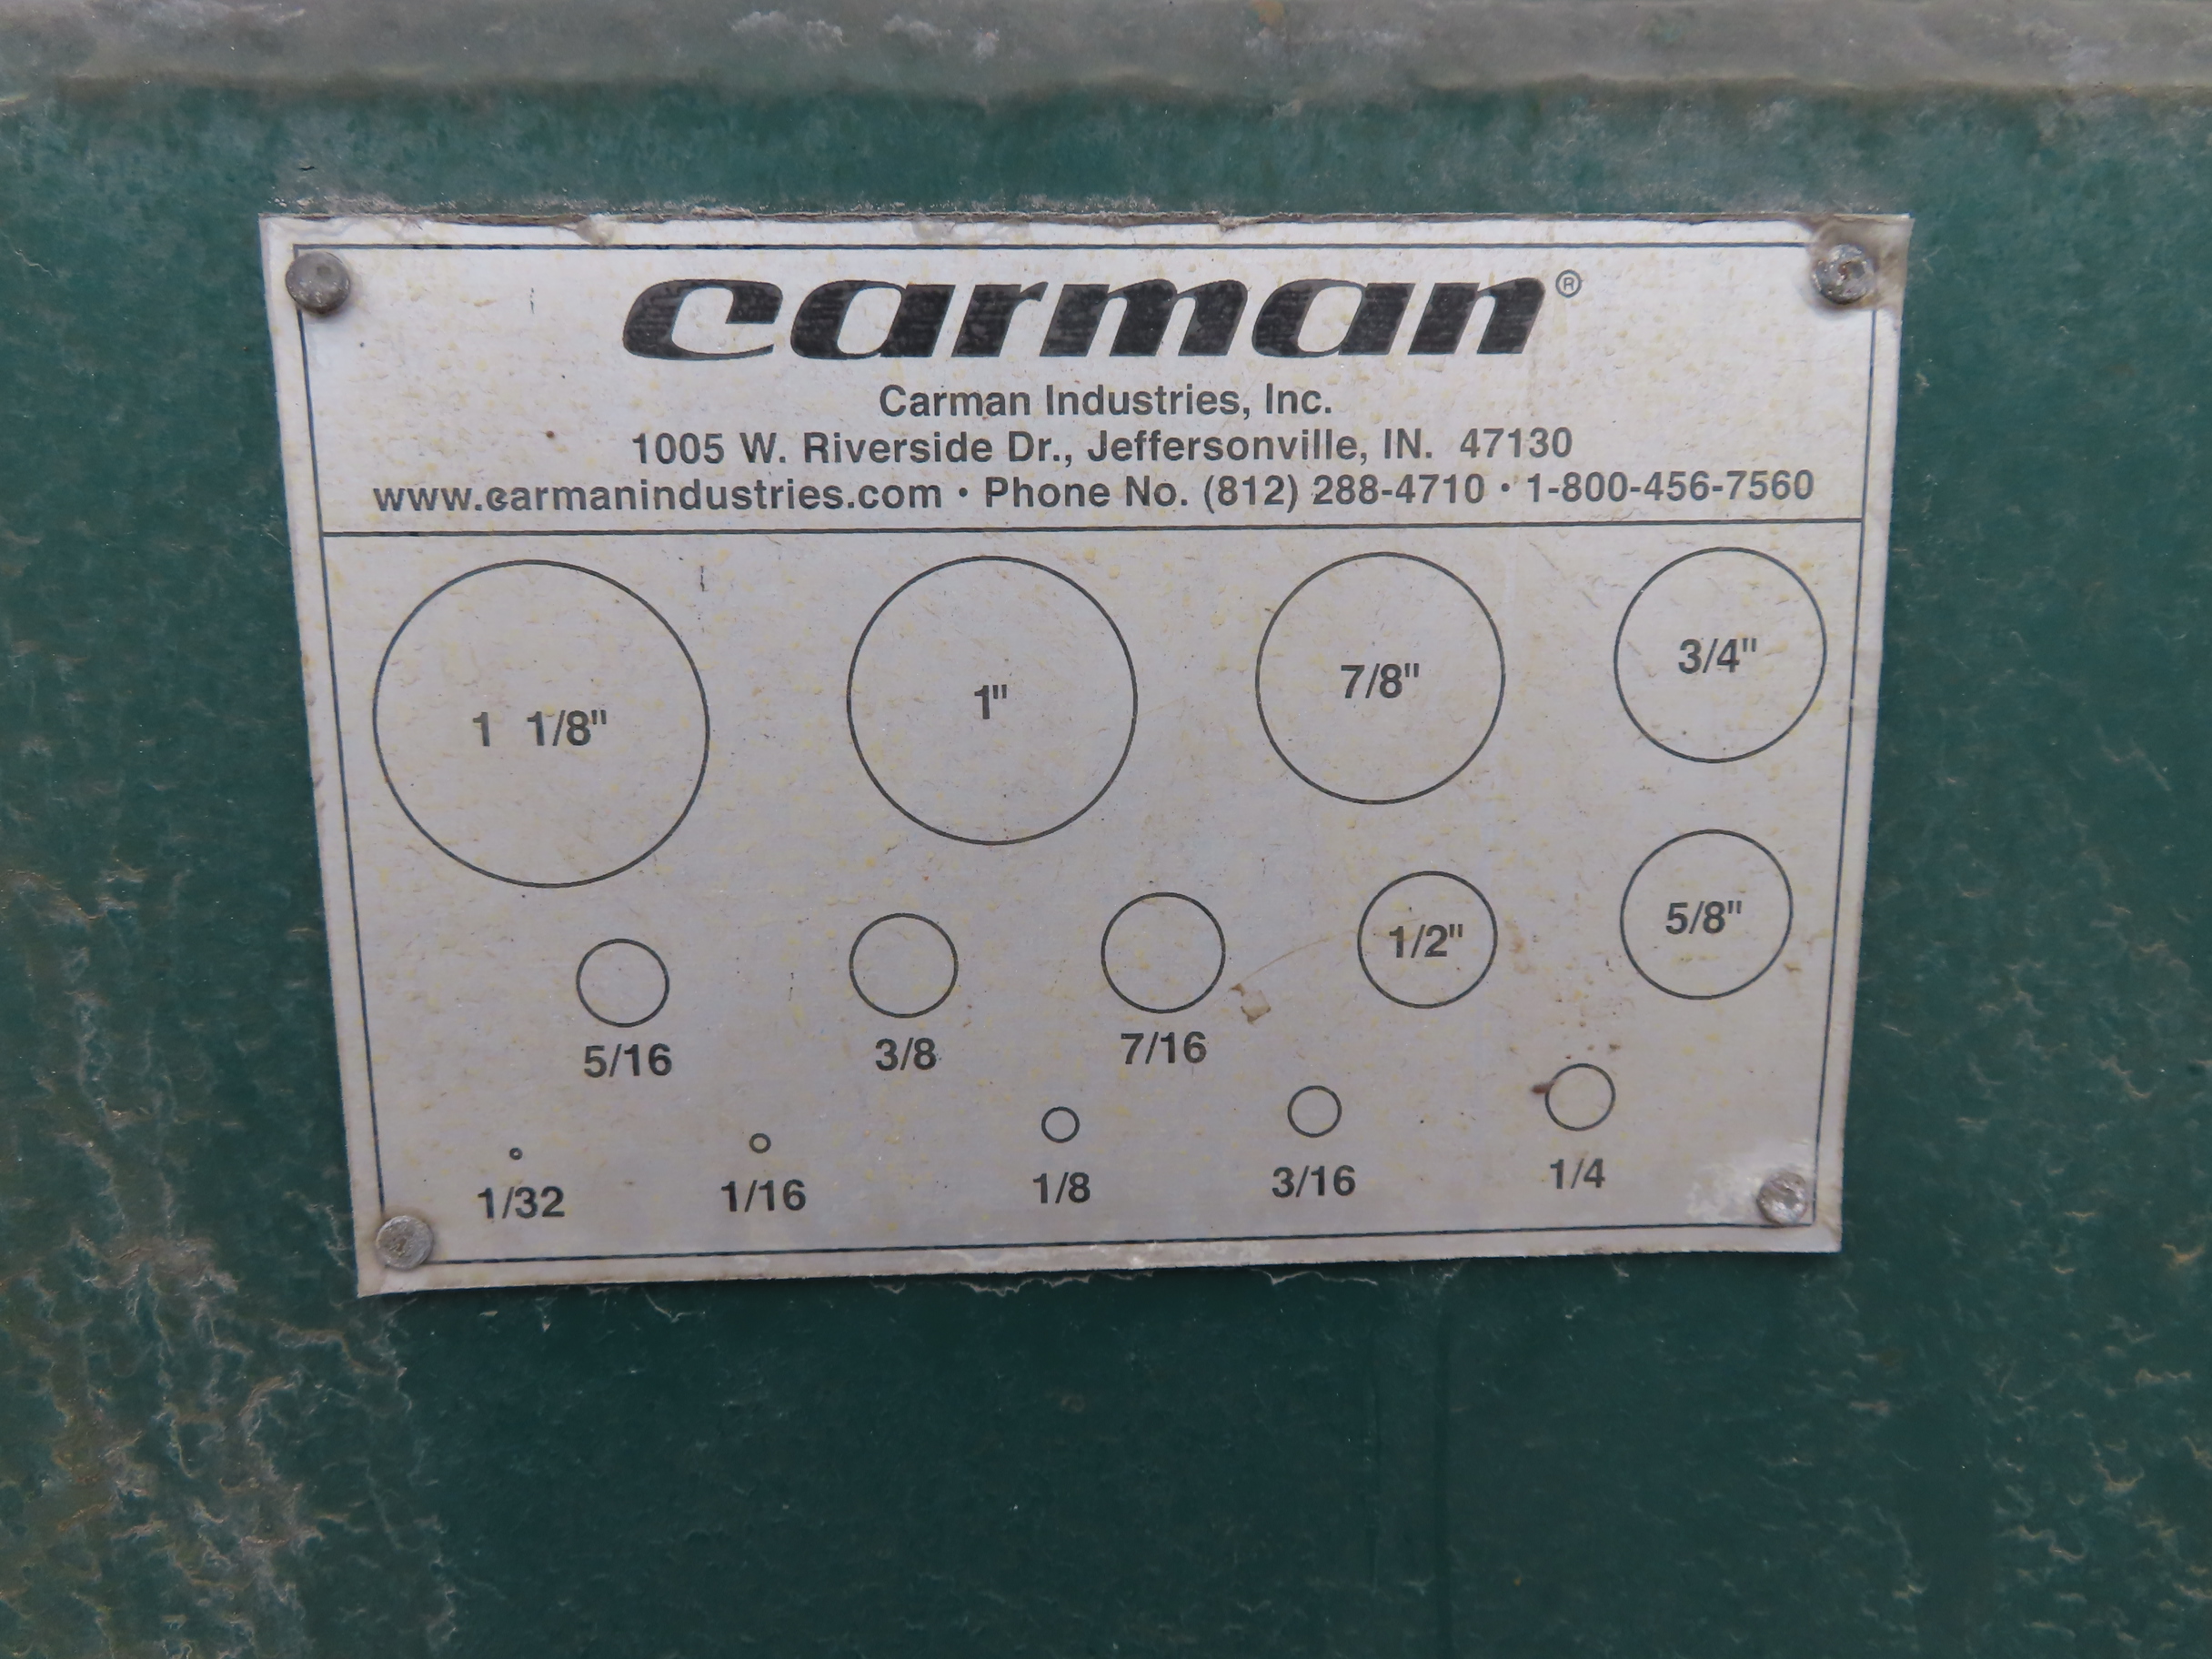 carman®
Carman Industries, Inc.
1005 W. Riverside Dr., Jeffersonville, IN. 47130
www.carmanindustries.com • Phone No. (812) 288-4710 • 1-800-456-7560
1 1/8" 1" 7/8" 3/4"
1/2" 5/8"
5/16 3/8 7/16
1/32 1/16 1/8 3/16 1/4